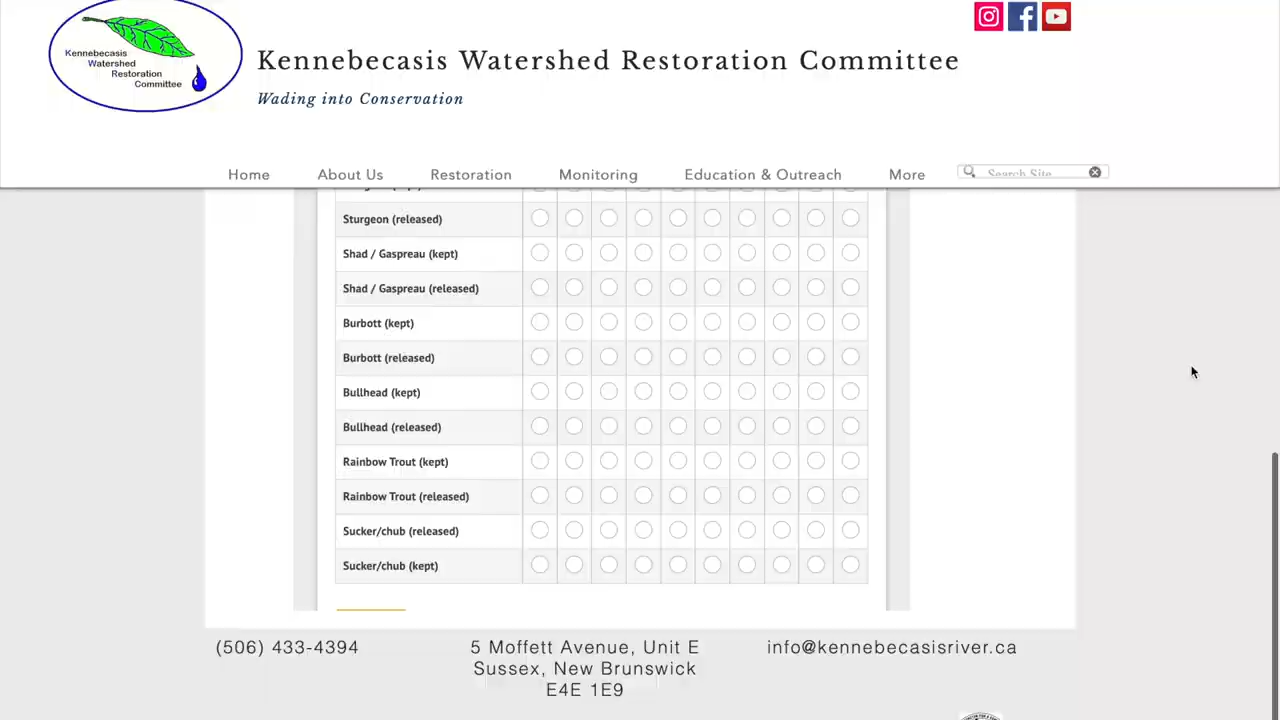 Kennebecasis
Watershed
Restoration
Committee
Kennebecasis Watershed Restoration Committee
Wading into Conservation
Home About Us Restoration Monitoring Education & Outreach More Search Site
Sturgeon (released)
Shad / Gaspreau (kept)
Shad / Gaspreau (released)
Burbott (kept)
Burbott (released)
Bullhead (kept)
Bullhead (released)
Rainbow Trout (kept)
Rainbow Trout (released)
Sucker/chub (released)
Sucker/chub (kept)
(506) 433-4394
5 Moffett Avenue, Unit E
Sussex, New Brunswick
E4E 1E9
info@kennebecasisriver.ca